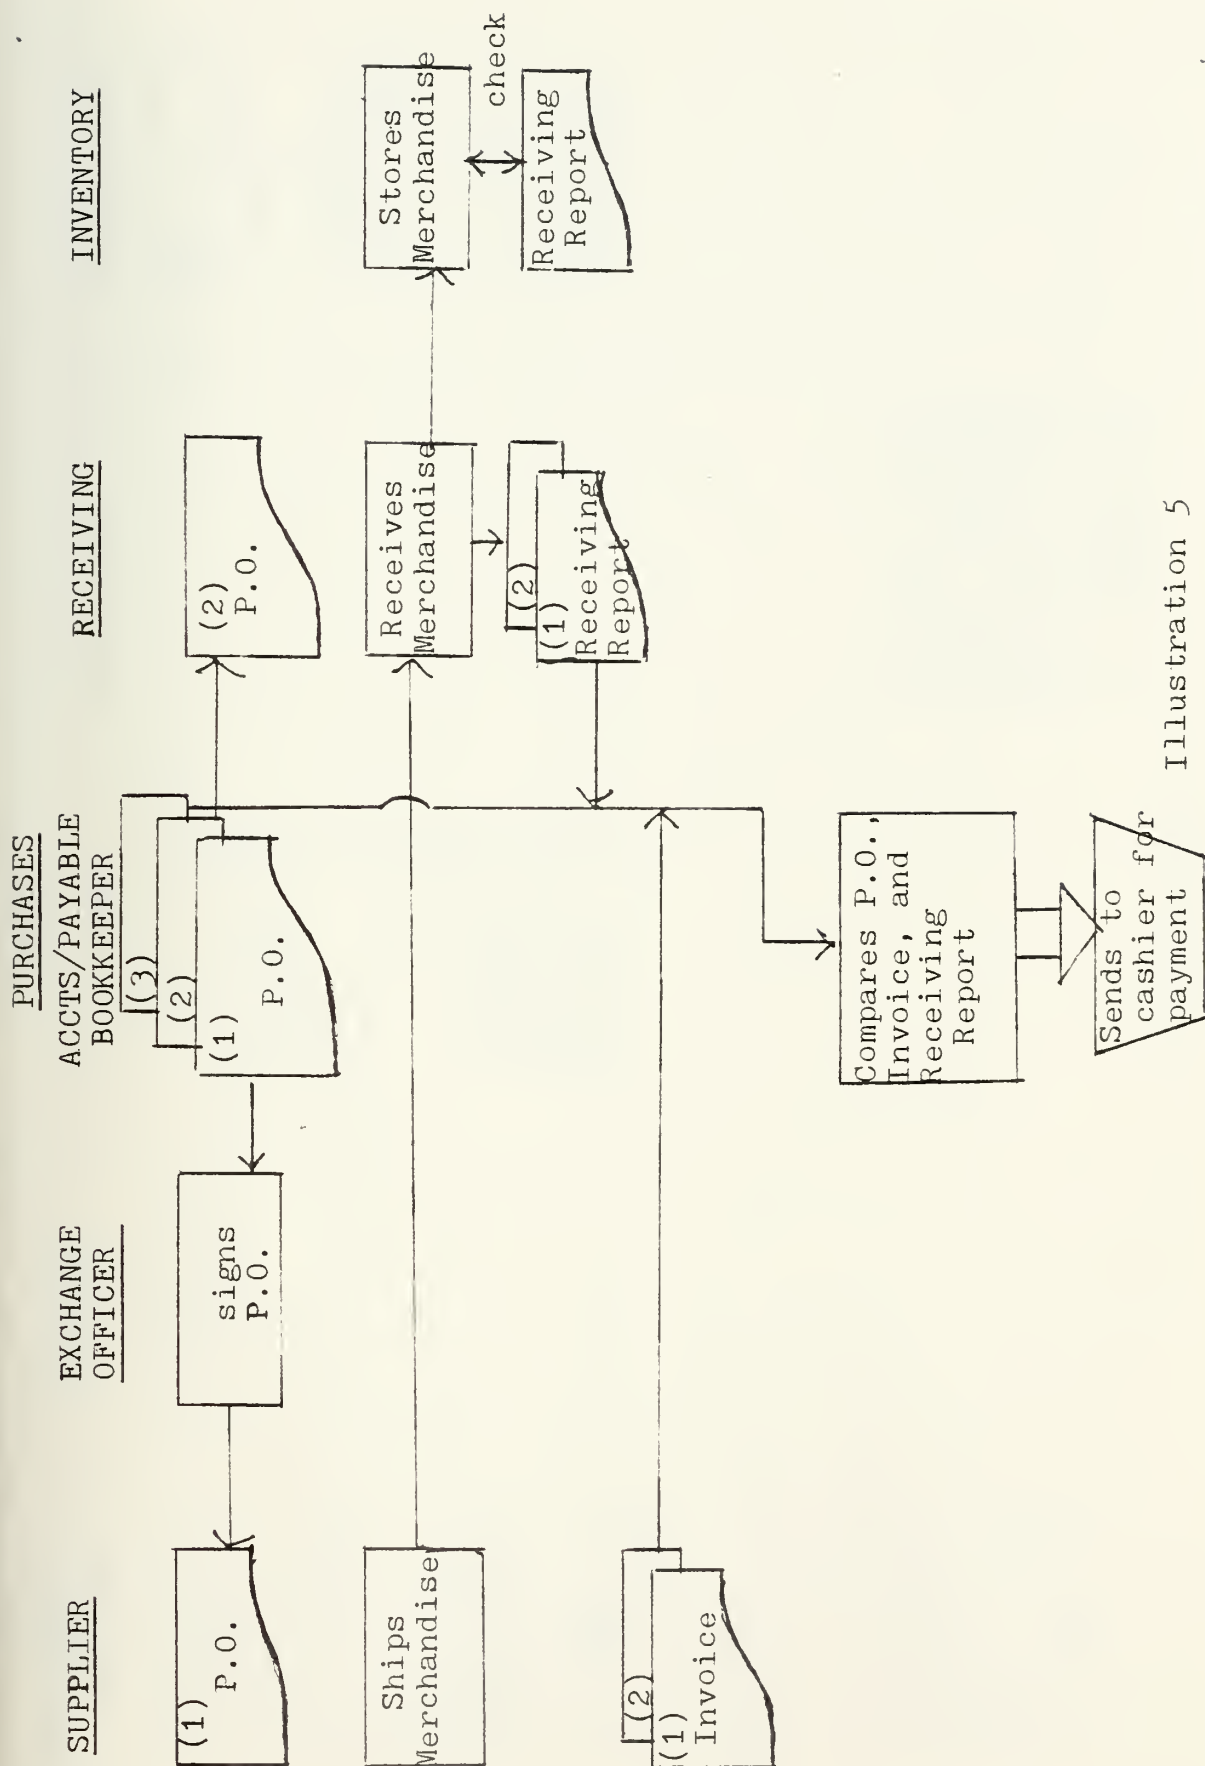 PURCHASES
SUPPLIER
EXCHANGE
OFFICER
ACCTS/PAYABLE
BOOKKEEPER
RECEIVING
INVENTORY
(1)
P.O.
signs
P.O.
(3)
(2)
(1)
P.O.
(2)
P.O.
Ships
Merchandise
Receives
Merchandise
Stores
Merchandise
check
(2)
(1)
Receiving
Report
Receiving
Report
(2)
(1)
Invoice
Compares P.O.,
Invoice, and
Receiving
Report
Sends to
cashier for
payment
Illustration 5